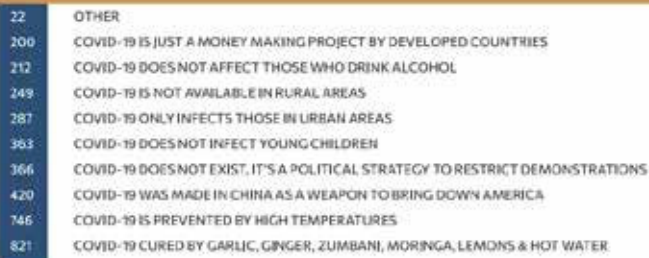 22 OTHER
200 COVID-19 IS JUST A MONEY MAKING PROJECT BY DEVELOPED COUNTRIES
212 COVID-19 DOES NOT AFFECT THOSE WHO DRINK ALCOHOL
249 COVID-19 IS NOT AVAILABLE IN RURAL AREAS
287 COVID-19 ONLY INFECTS THOSE IN URBAN AREAS
363 COVID-19 DOES NOT INFECT YOUNG CHILDREN
366 COVID-19 DOES NOT EXIST, IT'S A POLITICAL STRATEGY TO RESTRICT DEMONSTRATIONS
420 COVID-19 WAS MADE IN CHINA AS A WEAPON TO BRING DOWN AMERICA
746 COVID-19 IS PREVENTED BY HIGH TEMPERATURES
821 COVID-19 CURED BY GARLIC, GINGER, ZUMBANI, MORINGA, LEMONS & HOT WATER